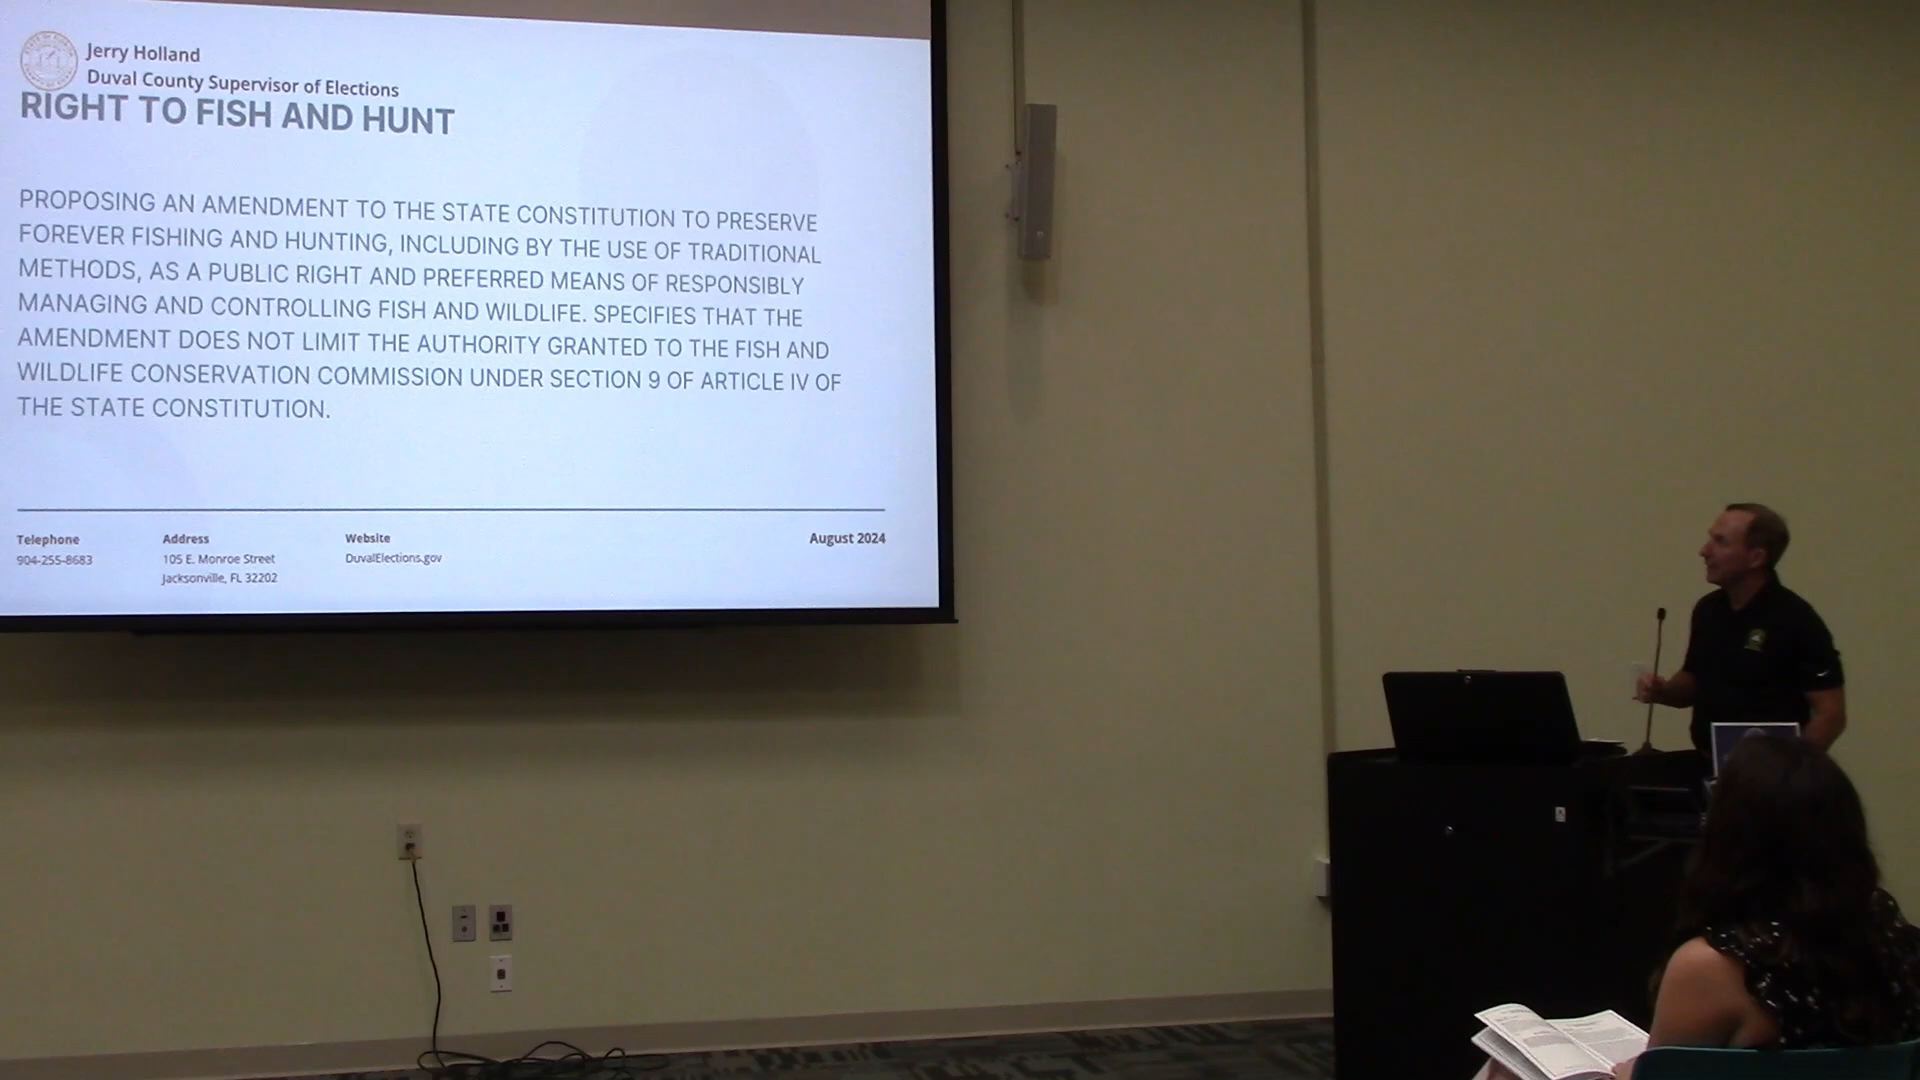 Jerry Holland
Duval County Supervisor of Elections
RIGHT TO FISH AND HUNT
PROPOSING AN AMENDMENT TO THE STATE CONSTITUTION TO PRESERVE
FOREVER FISHING AND HUNTING, INCLUDING BY THE USE OF TRADITIONAL
METHODS, AS A PUBLIC RIGHT AND PREFERRED MEANS OF RESPONSIBLY
MANAGING AND CONTROLLING FISH AND WILDLIFE. SPECIFIES THAT THE
AMENDMENT DOES NOT LIMIT THE AUTHORITY GRANTED TO THE FISH AND
WILDLIFE CONSERVATION COMMISSION UNDER SECTION 9 OF ARTICLE IV OF
THE STATE CONSTITUTION.
Telephone
904-255-8683
Address
105 E. Monroe Street
Jacksonville, FL 32202
Website
DuvalElections.gov
August 2024